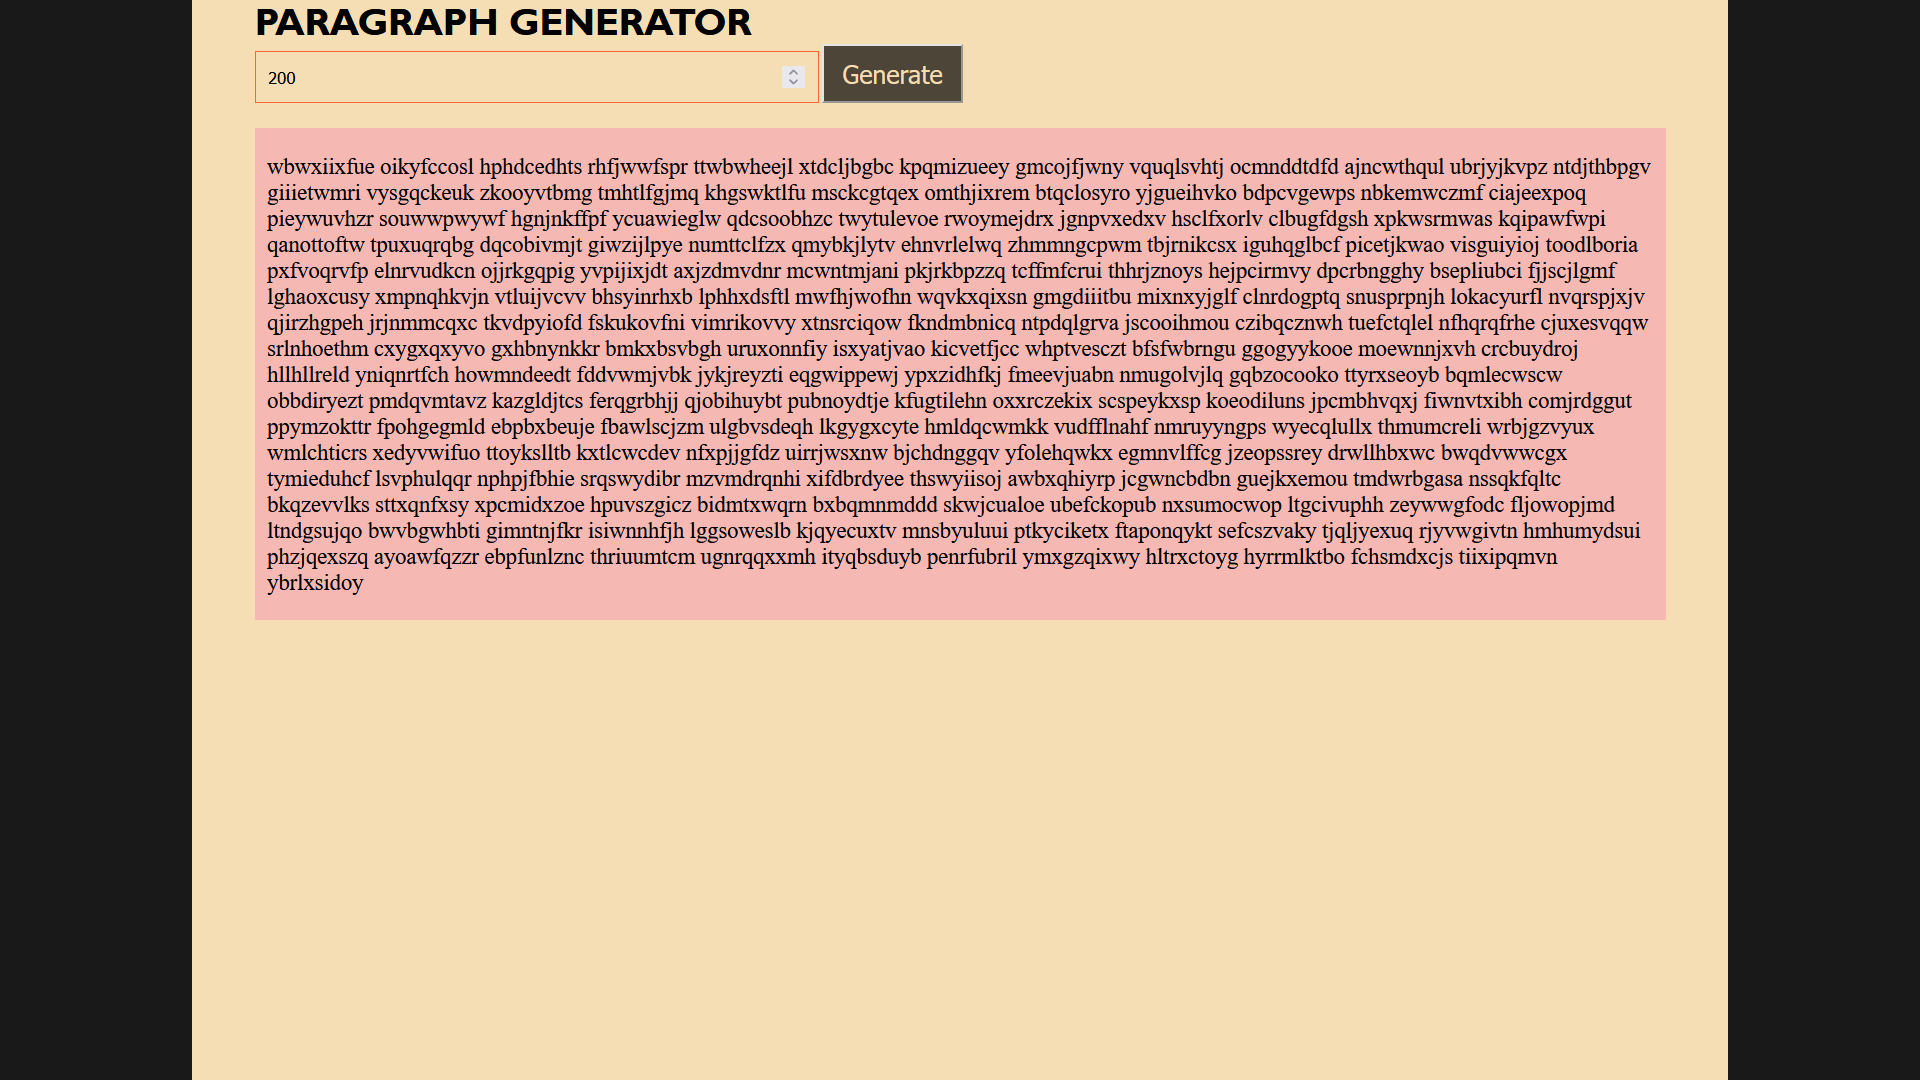 PARAGRAPH GENERATOR
200
Generate
wbwxiixfue oikyfccosl hphdcedhts rhfjwwfspr ttwbwheejl xtdcljbgbc kpqmizueey gmcojfjwny vquqlsvhtj ocmnddtdfd ajncwthqul ubrjyjkvpz ntdjthbpgv
giiietwmri vysgqckeuk zkooyvtbmg tmhtlfgjmq khgswktlfu msckcgtqex omthjixrem btqclosyro yjgueihvko bdpcvgewps nbkemwczmf ciajeexpoq
pieywuvhzr souwwpwywf hgnjnkffpf ycuawieglw qdcsoobhzc twytulevoe rwoymejdrx jgnpvxedxv hsclfxorlv clbugfdgsh xpkwsrmwas kqipawfwpi
qanottoftw tpuxuqrqbg dqcobivmjt giwzijlpye numttclfzx qmybkjlytv ehnvrlelwq zhmmngcpwm tbjrnikcsx iguhqglbcf picetjkwao visguiyioj toodlboria
pxfvoqrvfp elnrvudkcn ojjrkgqpig yvpijixjdt axjzdmvdnr mcwntmjani pkjrkbpzzq tcffmfcrui thhrjznoys hejpcirmvy dpcrbngghy bsepliubci fjjscjlgmf
lghaoxcusy xmpnqhkvjn vtluijvcvv bhsyinrhxb lphhxdsftl mwfhjwofhn wqvkxqixsn gmgdiiitbu mixnxyjglf clnrdogptq snusprpnjh lokacyurfl nvqrspjxjv
qjirzhgpeh jrjnmmcqxc tkvdpyiofd fskukovfni vimrikovvy xtnsrciqow fkndmbnicq ntpdqlgrva jscooihmou czibqcznwh tuefctqlel nfhqrqfrhe cjuxesvqqw
srlnhoethm cxygxqxyvo gxhbnynkkr bmkxbsvbgh uruxonnfiy isxyatjvao kicvetfjcc whptvesczt bfsfwbrngu ggogyykooe moewnnjxvh crcbuydroj
hllhllreld yniqnrtfch howmndeedt fddvwmjvbk jykjreyzti eqgwippewj ypxzidhfkj fmeevjuabn nmugolvjlq gqbzocooko ttyrxseoyb bqmlecwscw
obbdiryezt pmdqvmtavz kazgldjtcs ferqgrbhjj qjobihuybt pubnoydtje kfugtilehn oxxrczekix scspeykxsp koeodiluns jpcmbhvqxj fiwnvtxibh comjrdggut
ppymzokttr fpohgegmld ebpbxbeuje fbawlscjzm ulgbvsdeqh lkgygxcyte hmldqcwmkk vudfflnahf nmruyyngps wyecqlullx thmumcreli wrbjgzvyux
wmlchticrs xedyvwifuo ttoykslltb kxtlcwcdev nfxpjjgfdz uirrjwsxnw bjchdnggqv yfolehqwkx egmnvlffcg jzeopssrey drwllhbxwc bwqdvwwcgx
tymieduhcf lsvphulqqr nphpjfbhie srqswydibr mzvmdrqnhi xifdbrdyee thswyiisoj awbxqhiyrp jcgwncbdbn guejkxemou tmdwrbgasa nssqkfqltc
bkqzevvlks sttxqnfxsy xpcmidxzoe hpuvszgicz bidmtxwqrn bxbqmnmddd skwjcualoe ubefckopub nxsumocwop ltgcivuphh zeywwgfodc fljowopjmd
ltndgsujqo bwvbgwhbti gimntnjfkr isiwnnhfjh lggsoweslb kjqyecuxtv mnsbyuluui ptkyciketx ftaponqykt sefcszvaky tjqljyexuq rjyvwgivtn hmhumydsui
phzjqexszq ayoawfqzzr ebpfunlznc thriuumtcm ugnrqqxxmh ityqbsduyb penrfubril ymxgzqixwy hltrxctoyg hyrrmlktbo fchsmdxcjs tiixipqmvn
ybrlxsidoy